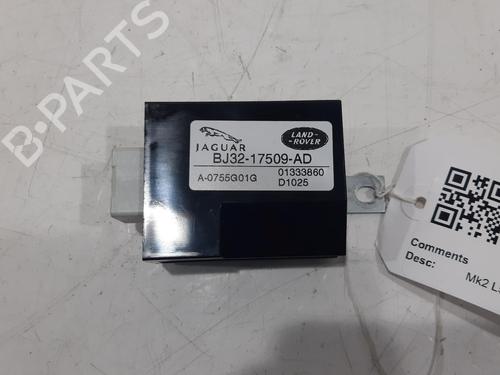 B-PARTS
JAGUAR
LAND-
-ROVER
BJ32-17509-AD
A-0755G01G
01333860
D1025
Comments
Desc:
Mk2